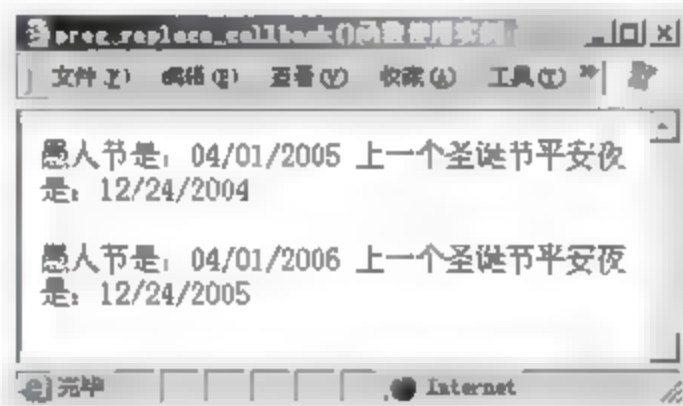 preg_replace_callback()函数使用实例
文件(F) 编辑(E) 查看(V) 收藏(A) 工具(T) »
愚人节是：04/01/2005 上一个圣诞节平安夜
是：12/24/2004
愚人节是：04/01/2006 上一个圣诞节平安夜
是：12/24/2005
完毕 Internet